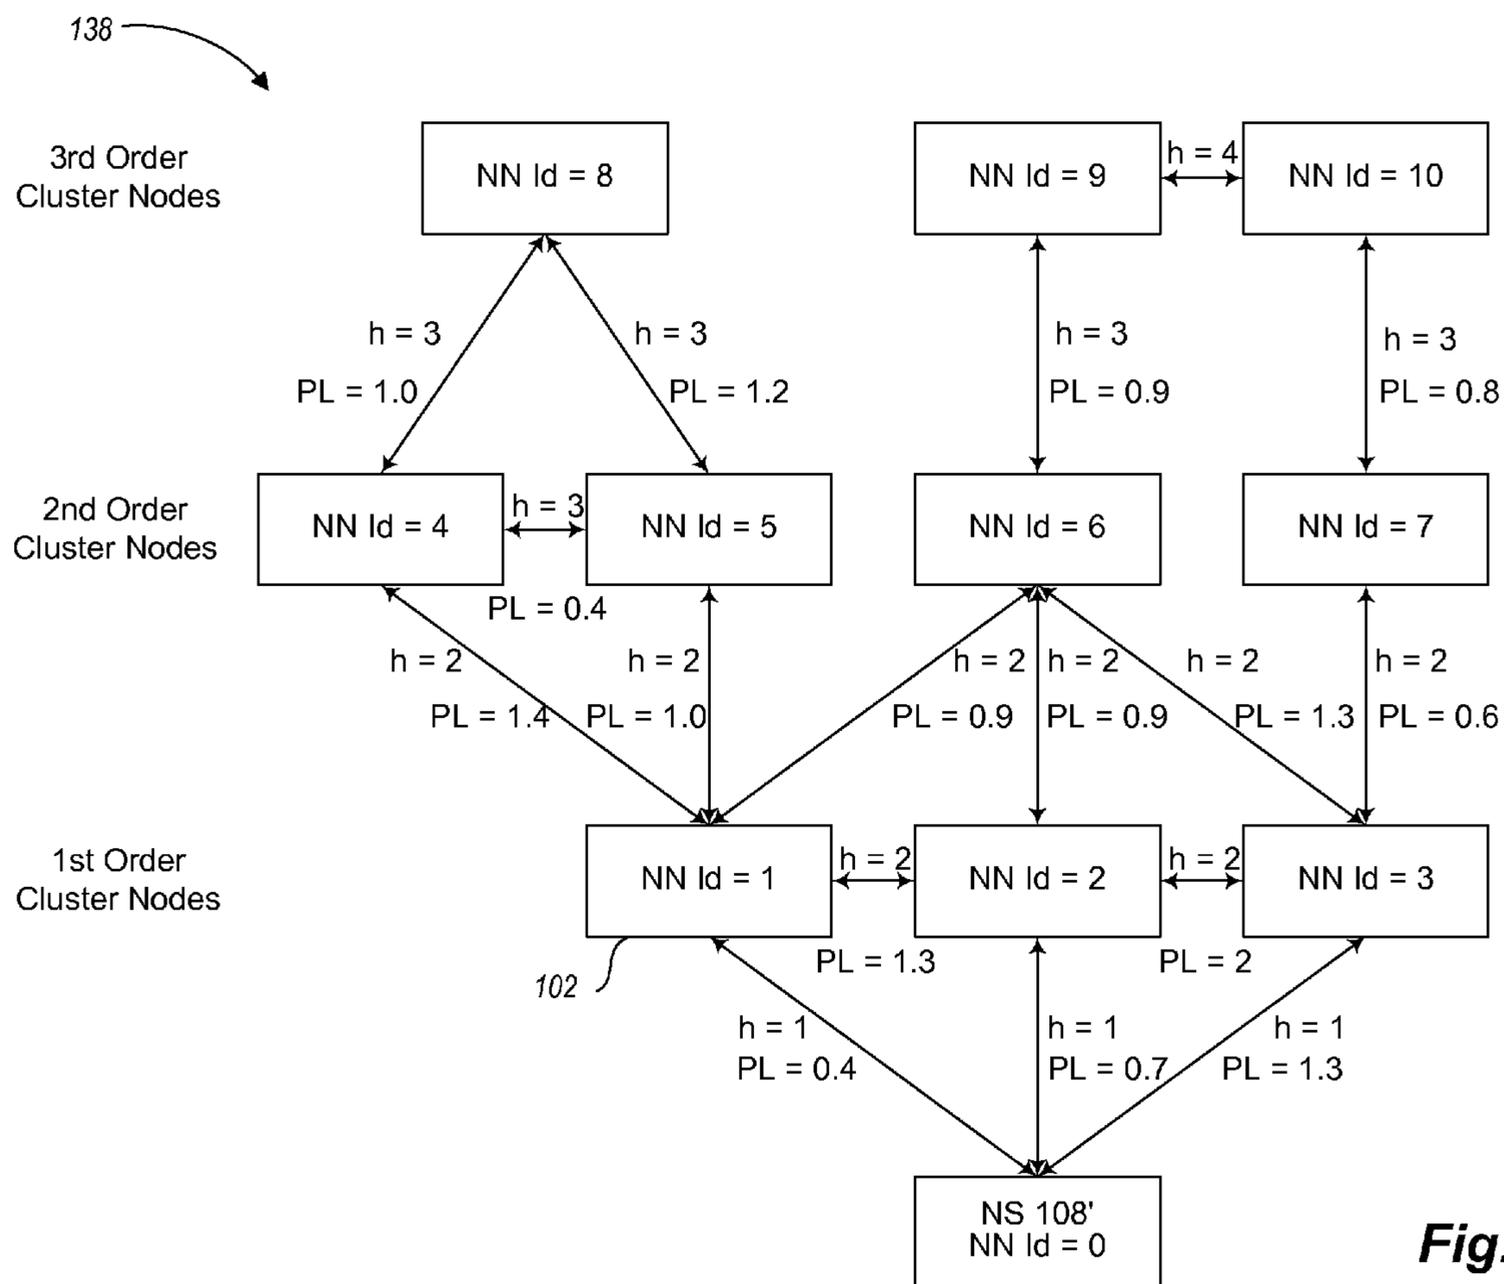 138
3rd Order
Cluster Nodes
NN Id = 8
NN Id = 9
h = 4
NN Id = 10
h = 3
PL = 1.0
h = 3
PL = 1.2
h = 3
PL = 0.9
h = 3
PL = 0.8
2nd Order
Cluster Nodes
NN Id = 4
h = 3
NN Id = 5
NN Id = 6
NN Id = 7
PL = 0.4
h = 2
PL = 1.4
h = 2
PL = 1.0
h = 2
PL = 0.9
h = 2
PL = 0.9
h = 2
PL = 1.3
h = 2
PL = 0.6
1st Order
Cluster Nodes
NN Id = 1
h = 2
NN Id = 2
h = 2
NN Id = 3
PL = 1.3
PL = 2
102
h = 1
PL = 0.4
h = 1
PL = 0.7
h = 1
PL = 1.3
NS 108'
NN Id = 0
Fig.